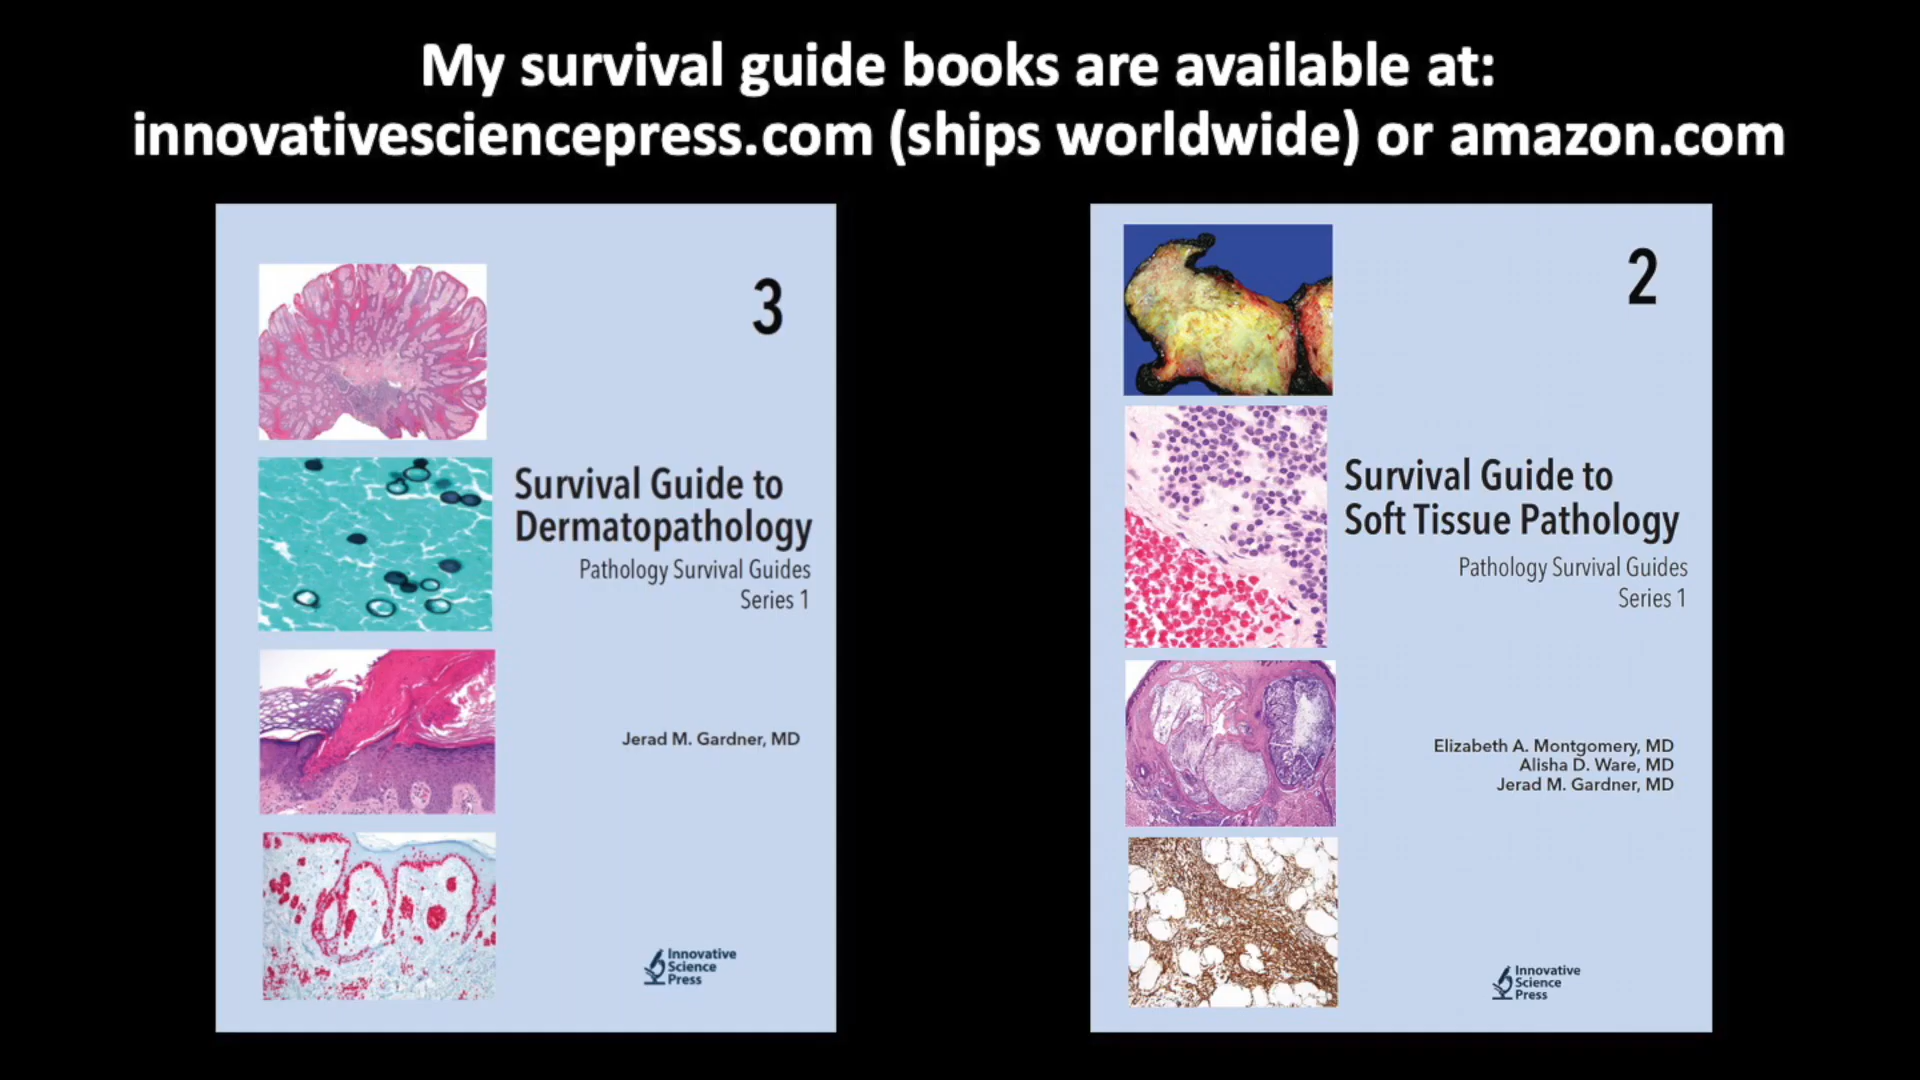 My survival guide books are available at:
innovativesciencepress.com (ships worldwide) or amazon.com
3
Survival Guide to
Dermatopathology
Pathology Survival Guides
Series 1
Jerad M. Gardner, MD
Innovative
Science
Press
2
Survival Guide to
Soft Tissue Pathology
Pathology Survival Guides
Series 1
Elizabeth A. Montgomery, MD
Alisha D. Ware, MD
Jerad M. Gardner, MD
Innovative
Science
Press